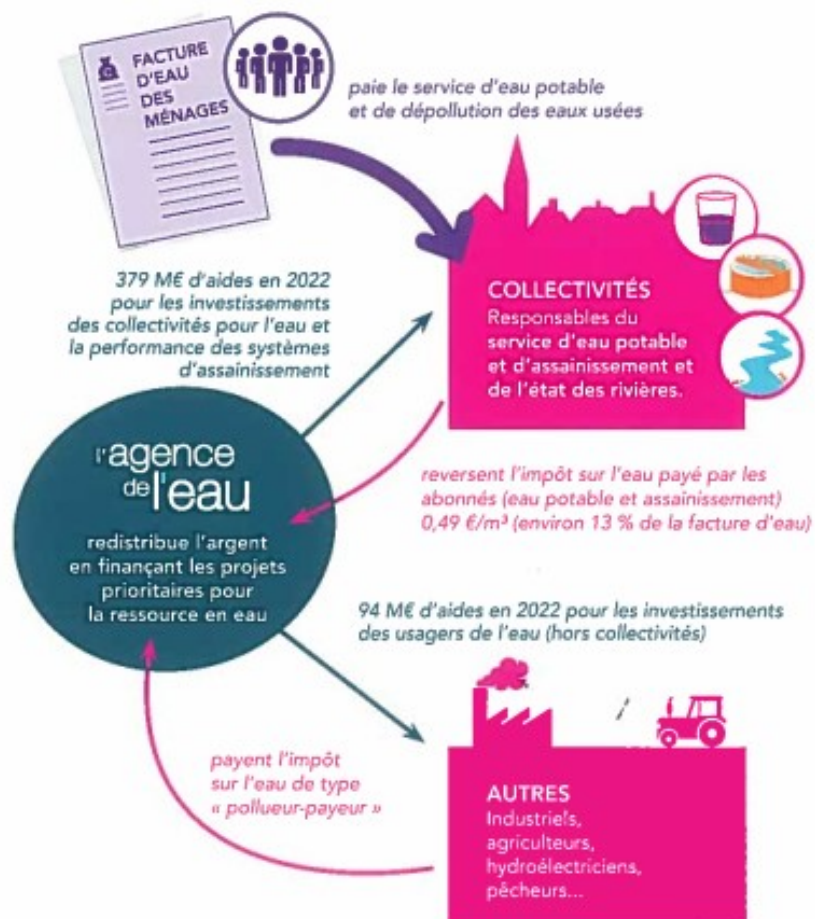 FACTURE
D'EAU
DES
MÉNAGES
paie le service d'eau potable
et de dépollution des eaux usées
379 M€ d'aides en 2022
pour les investissements
des collectivités pour l'eau et
la performance des systèmes
d'assainissement
COLLECTIVITÉS
Responsables du
service d'eau potable
et d'assainissement et
de l'état des rivières.
l'agence
de l'eau
redistribue l'argent
en finançant les projets
prioritaires pour
la ressource en eau
reversent l'impôt sur l'eau payé par les
abonnés (eau potable et assainissement)
0,49 €/m³ (environ 13 % de la facture d'eau)
94 M€ d'aides en 2022 pour les investissements
des usagers de l'eau (hors collectivités)
payent l'impôt
sur l'eau de type
« pollueur-payeur »
AUTRES
Industriels,
agriculteurs,
hydroélectriciens,
pêcheurs...